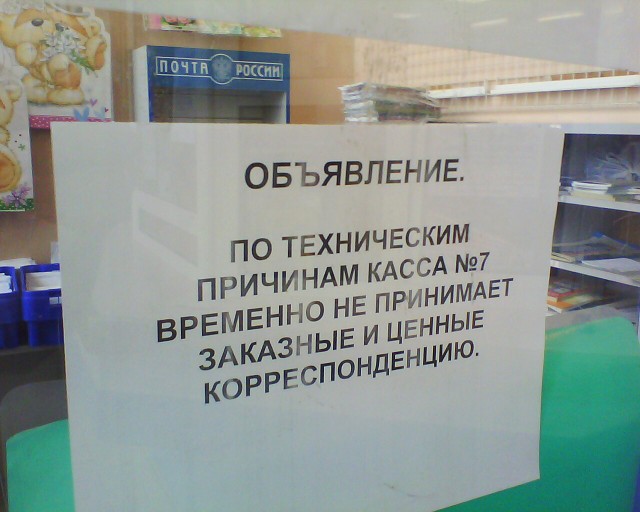 ПОЧТА РОССИИ
ОБЪЯВЛЕНИЕ.
ПО ТЕХНИЧЕСКИМ
ПРИЧИНАМ КАССА №7
ВРЕМЕННО НЕ ПРИНИМАЕТ
ЗАКАЗНЫЕ И ЦЕННЫЕ
КОРРЕСПОНДЕНЦИЮ.